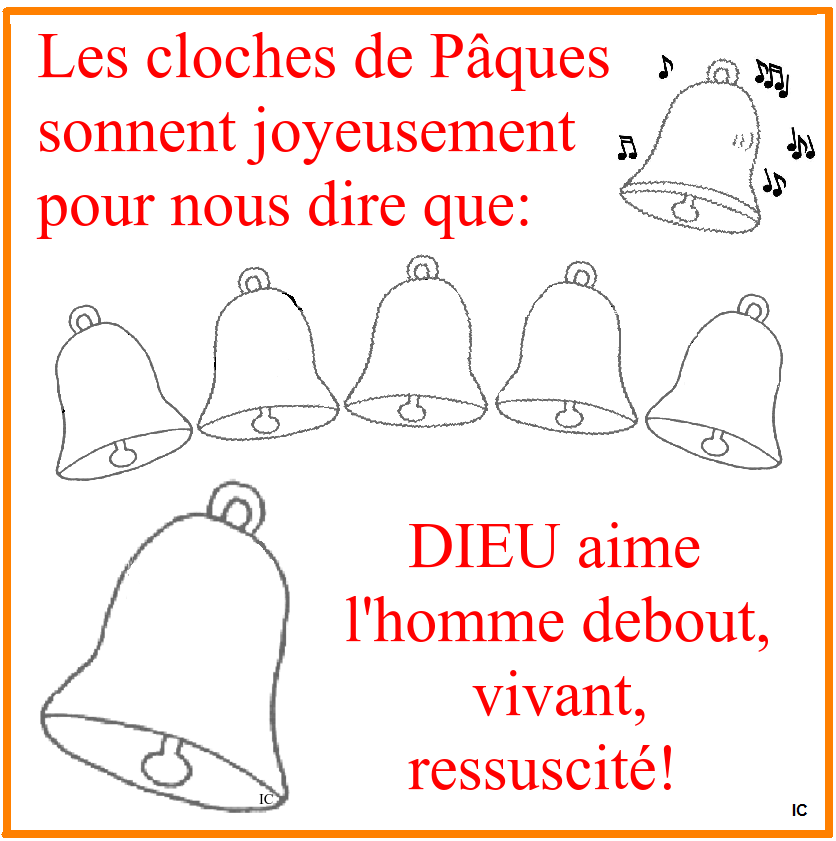 Les cloches de Pâques
sonnent joyeusement
pour nous dire que:
DIEU aime
l'homme debout,
vivant,
ressuscité!
IC
IC